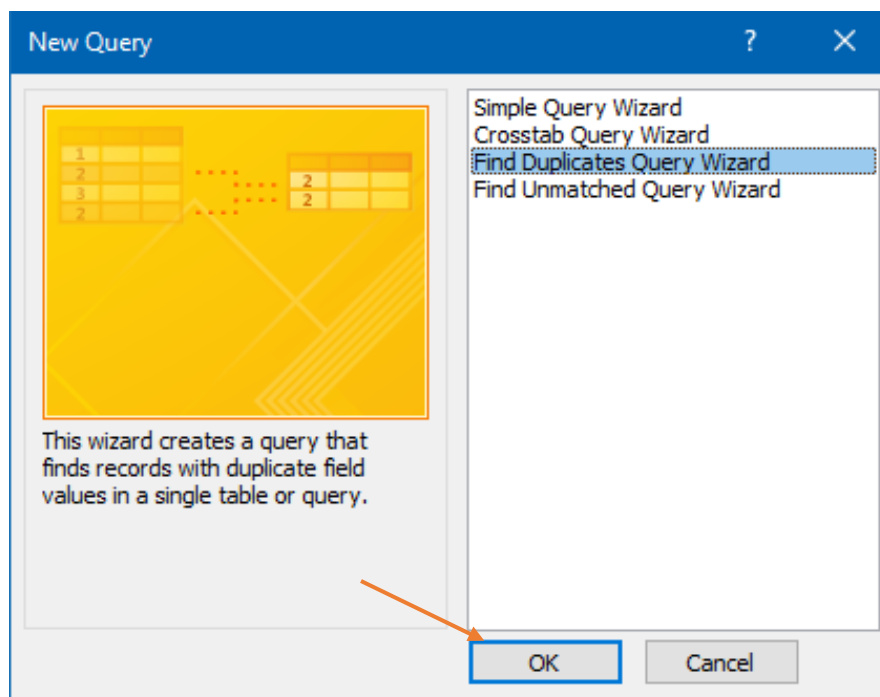 New Query
?
1
2
3
2
2
2
This wizard creates a query that
finds records with duplicate field
values in a single table or query.
Simple Query Wizard
Crosstab Query Wizard
Find Duplicates Query Wizard
Find Unmatched Query Wizard
OK
Cancel